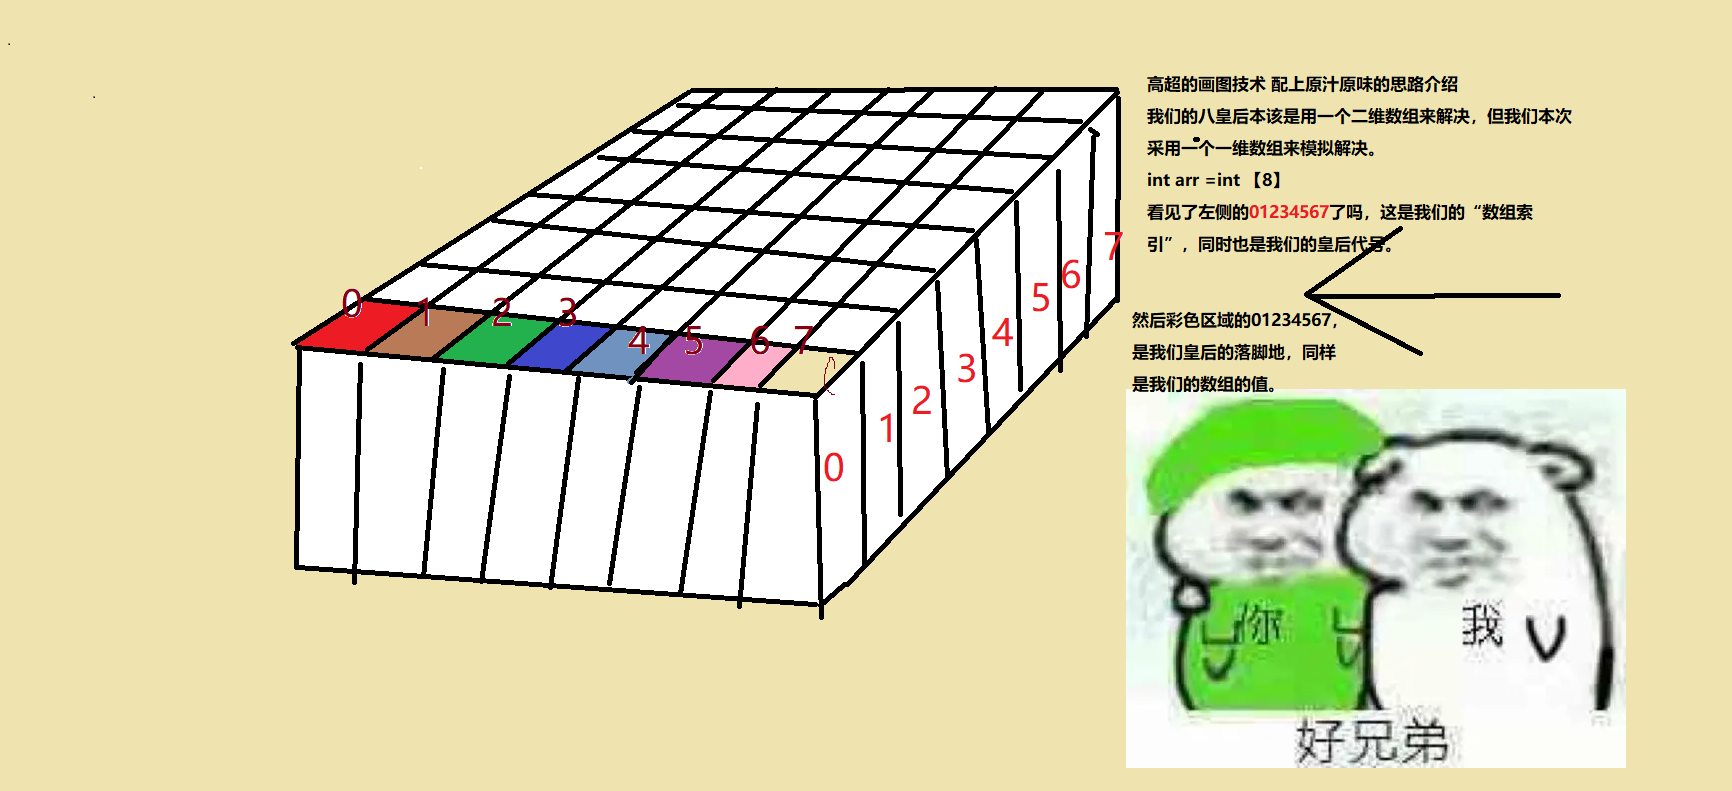 高超的画图技术 配上原汁原味的思路介绍
我们的八皇后本该是用一个二维数组来解决，但我们本次
采用一个一维数组来模拟解决。
int arr =int 【8】
看见了左侧的01234567了吗，这是我们的“数组索
引”，同时也是我们的皇后代号。
然后彩色区域的01234567，
是我们皇后的落脚地，同样
是我们的数组的值。
0 1 2 3 4 5 6 7
7
6
5
4
3
2
1
0
你 我
好兄弟